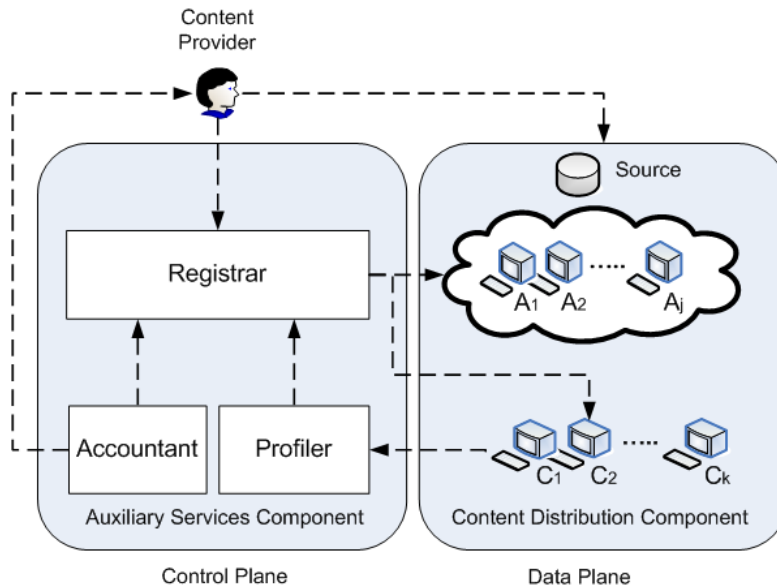 Content
Provider
Source
Registrar
A1 A2 ..... Aj
Accountant
Profiler
C1 C2 ..... Ck
Auxiliary Services Component
Content Distribution Component
Control Plane
Data Plane